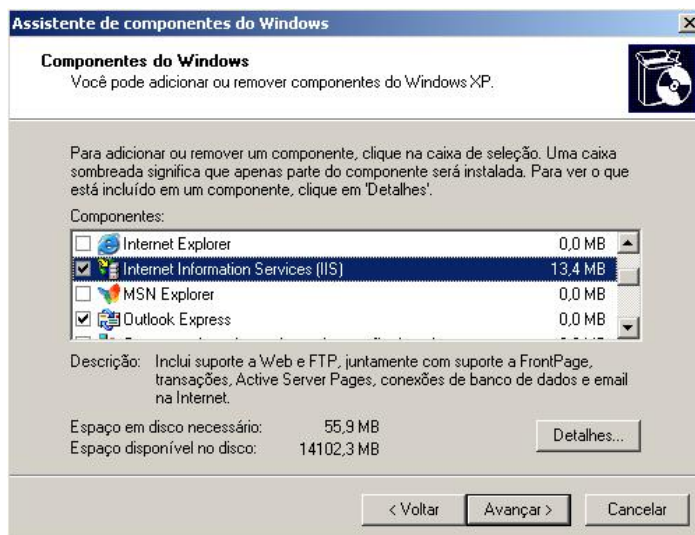 Assistente de componentes do Windows
Componentes do Windows
Você pode adicionar ou remover componentes do Windows XP.
Para adicionar ou remover um componente, clique na caixa de seleção. Uma caixa
sombreada significa que apenas parte do componente será instalada. Para ver o que
está incluído em um componente, clique em 'Detalhes'.
Componentes:
Internet Explorer 0,0 MB
Internet Information Services (IIS) 13,4 MB
MSN Explorer 0,0 MB
Outlook Express 0,0 MB
Descrição: Inclui suporte a Web e FTP, juntamente com suporte a FrontPage,
transações, Active Server Pages, conexões de banco de dados e email
na Internet.
Espaço em disco necessário: 55,9 MB
Espaço disponível no disco: 14102,3 MB
Detalhes...
< Voltar Avançar > Cancelar